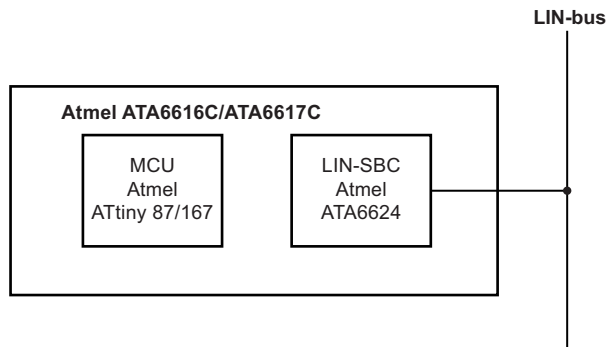 LIN-bus
Atmel ATA6616C/ATA6617C
MCU
Atmel
ATtiny 87/167
LIN-SBC
Atmel
ATA6624